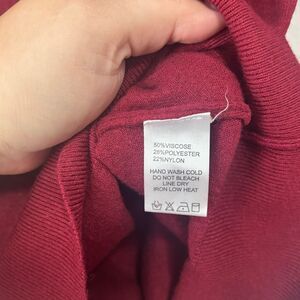 50%VISCOSE
28%POLYESTER
22%NYLON
HAND WASH COLD
DO NOT BLEACH
LINE DRY
IRON LOW HEAT